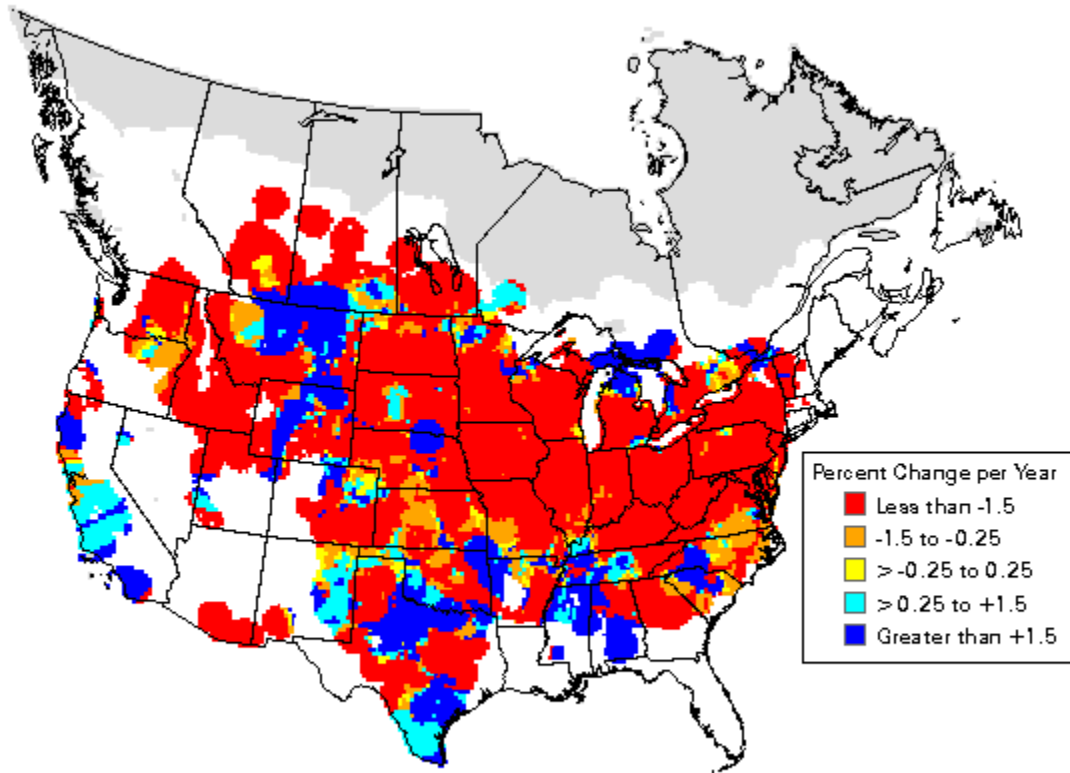 Percent Change per Year
Less than -1.5
-1.5 to -0.25
> -0.25 to 0.25
> 0.25 to +1.5
Greater than +1.5